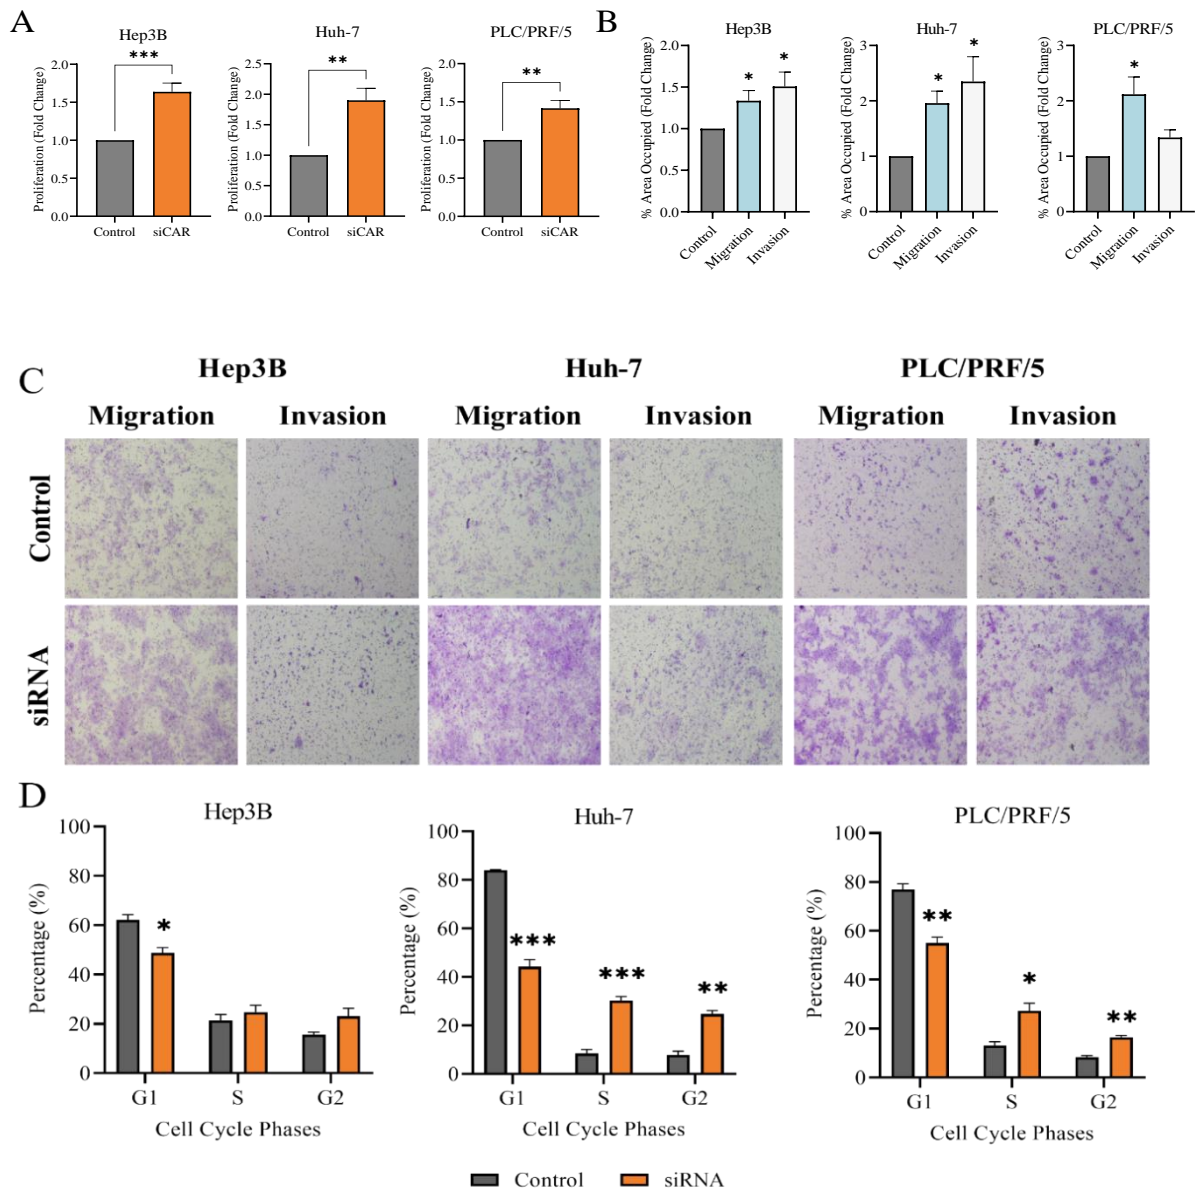 A
Hep3B
Huh-7
PLC/PRF/5
Proliferation (Fold Change)
2.0
1.5
1.0
0.5
0.0
***
Control
siCAR
Proliferation (Fold Change)
2.5
2.0
1.5
1.0
0.5
0.0
**
Control
siCAR
Proliferation (Fold Change)
2.0
1.5
1.0
0.5
0.0
**
Control
siCAR
B
Hep3B
Huh-7
PLC/PRF/5
% Area Occupied (Fold Change)
2.0
1.5
1.0
0.5
0.0
*
*
Control
Migration
Invasion
% Area Occupied (Fold Change)
3
2
1
0
*
*
Control
Migration
Invasion
% Area Occupied (Fold Change)
3
2
1
0
*
Control
Migration
Invasion
C
Hep3B
Huh-7
PLC/PRF/5
Migration
Invasion
Migration
Invasion
Migration
Invasion
Control
siRNA
D
Hep3B
Percentage (%)
100
80
60
40
20
0
*
G1
S
G2
Cell Cycle Phases
Huh-7
Percentage (%)
100
80
60
40
20
0
***
***
**
G1
S
G2
Cell Cycle Phases
PLC/PRF/5
Percentage (%)
100
80
60
40
20
0
**
*
**
G1
S
G2
Cell Cycle Phases
Control
siRNA